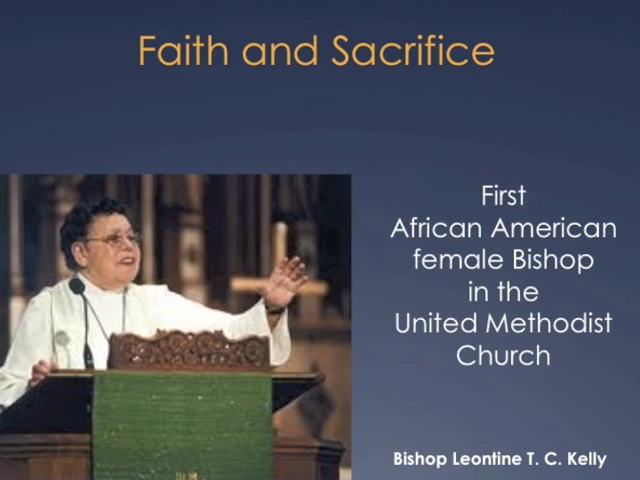 Faith and Sacrifice
First
African American
female Bishop
in the
United Methodist
Church
Bishop Leontine T. C. Kelly